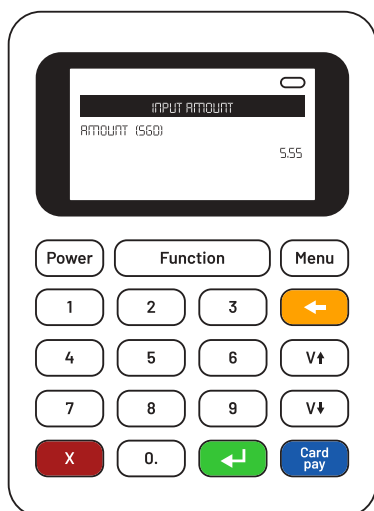 INPUT AMOUNT
AMOUNT (SGD)
5.55
Power Function Menu
1 2 3
4 5 6 V
7 8 9 V
X 0. Card pay